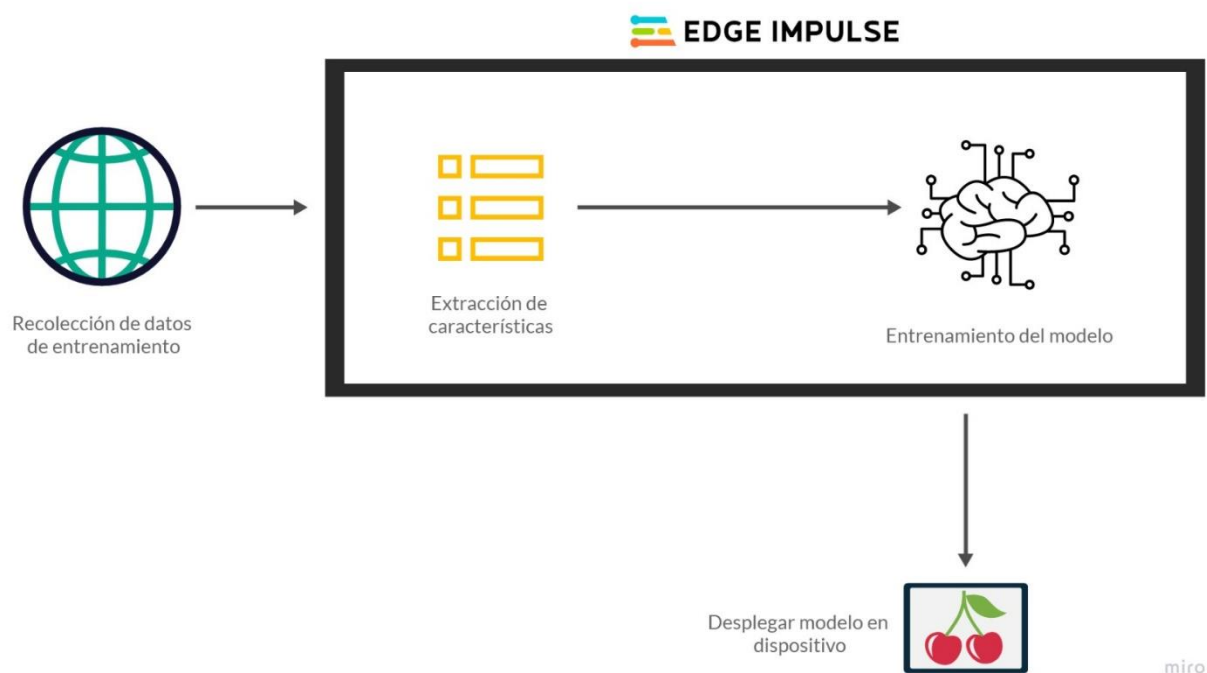 EDGE IMPULSE
Recolección de datos
de entrenamiento
Extracción de
características
Entrenamiento del modelo
Desplegar modelo en
dispositivo
miro